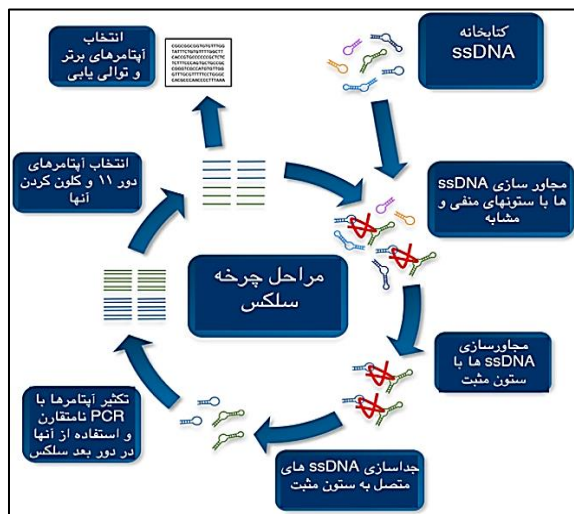 کتابخانه
ssDNA
مجاور سازی ssDNA
ها با ستونهای منفی و
مشابه
مجاورسازی
ssDNA ها با
ستون مثبت
جداسازی ssDNA های
متصل به ستون مثبت
تکثیر آپتامرها با
PCR نامتقارن
و استفاده از آنها
در دور بعد سلکس
انتخاب آپتامرهای
دور ۱۱ و کلون کردن
آنها
انتخاب
آپتامرهای برتر
و توالی یابی
مراحل چرخه
سلکس